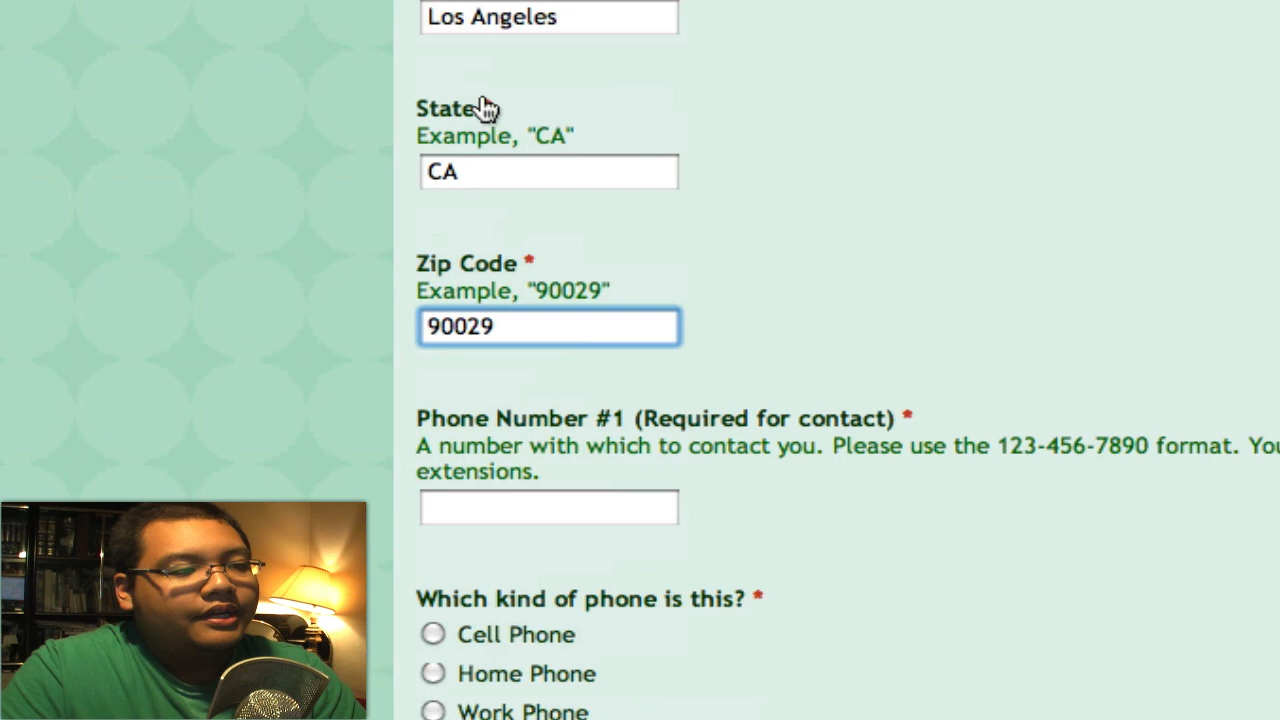 Los Angeles
State
Example, "CA"
CA
Zip Code *
Example, "90029"
90029
Phone Number #1 (Required for contact) *
A number with which to contact you. Please use the 123-456-7890 format.
extensions.
Which kind of phone is this? *
Cell Phone
Home Phone
Work Phone